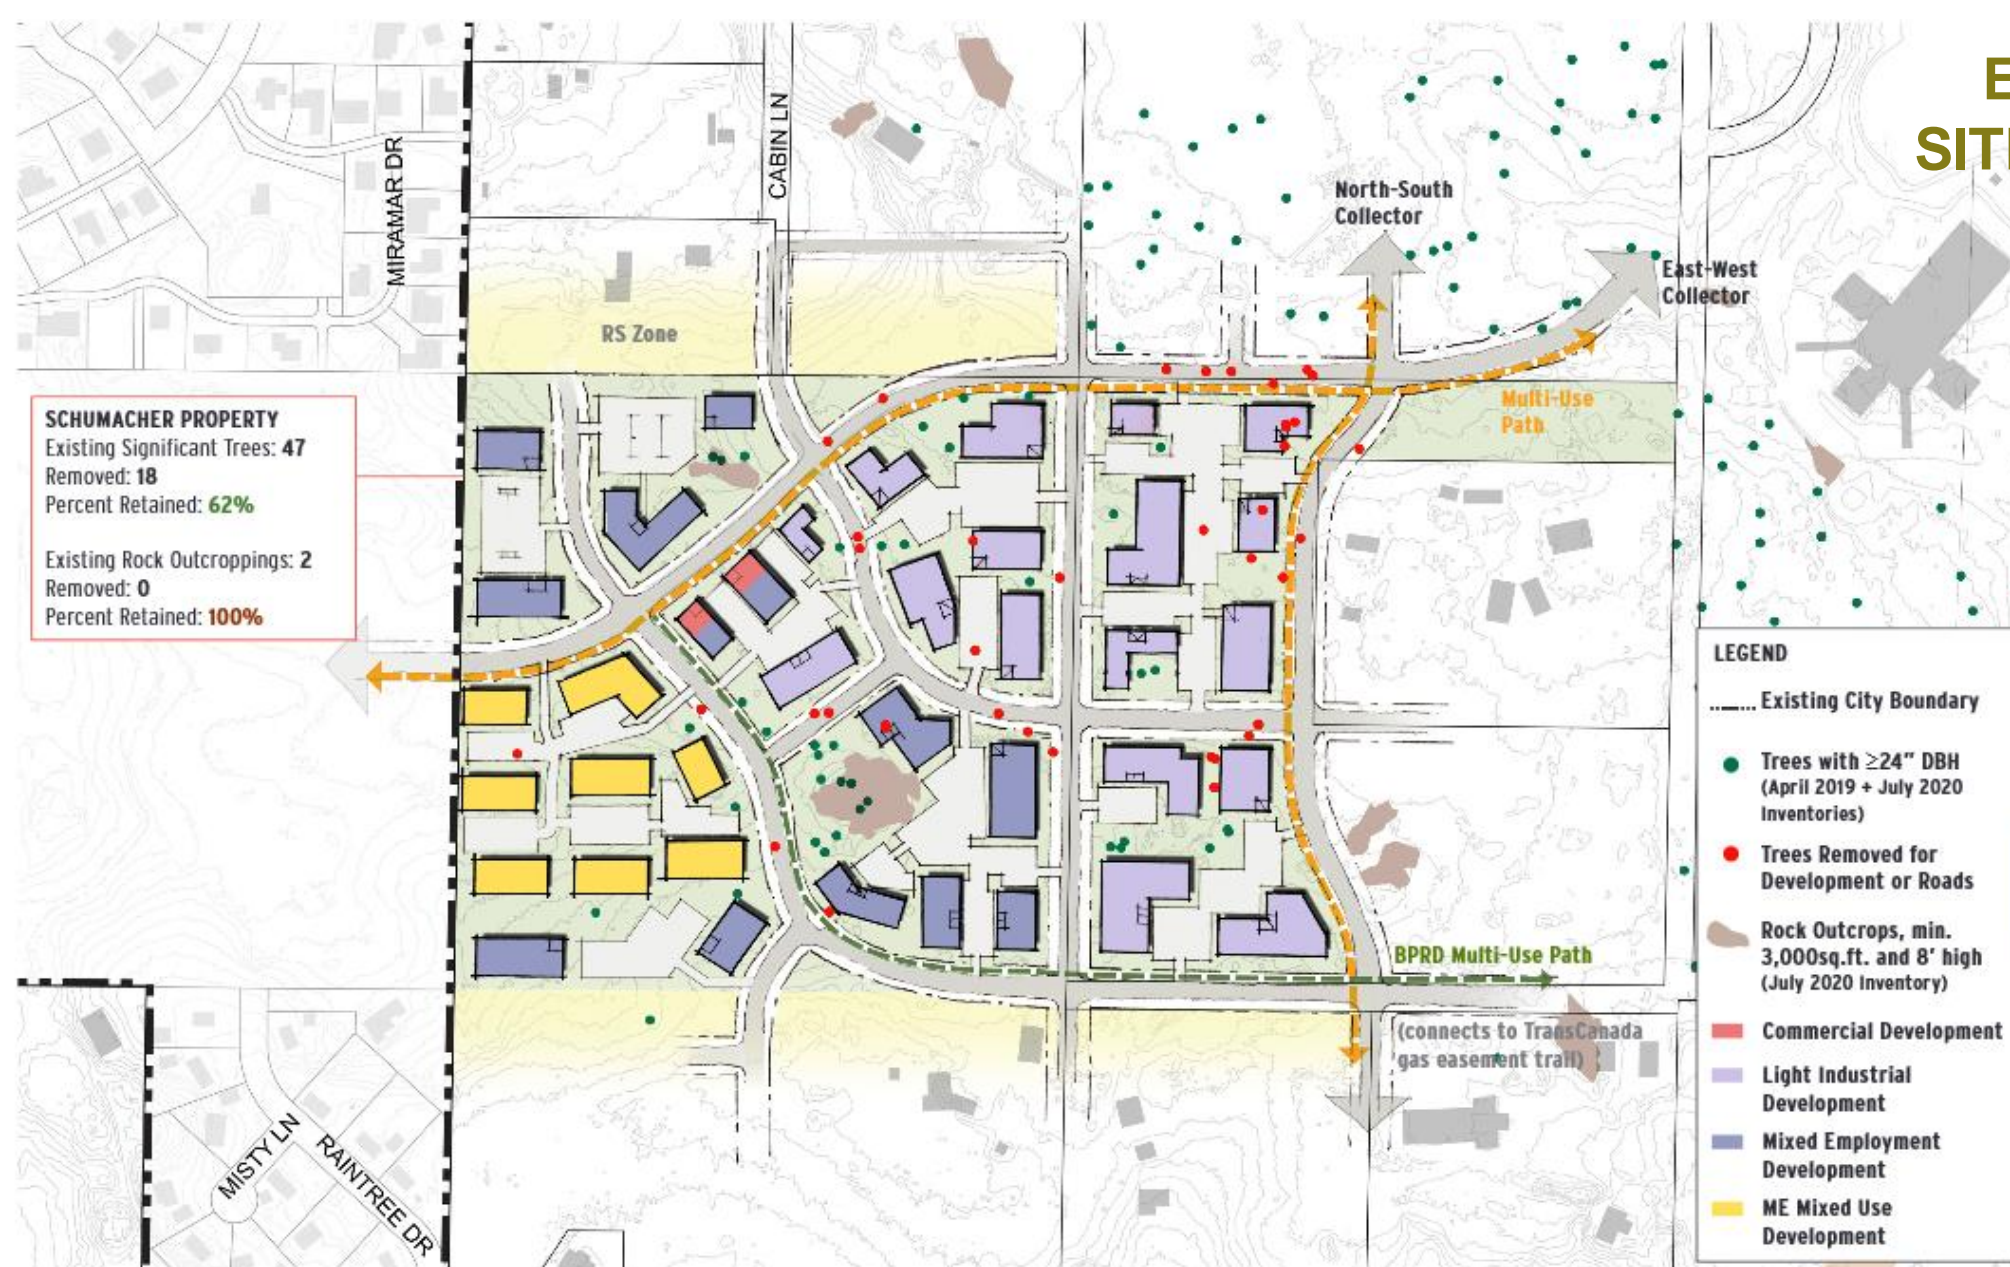 E
SIT
MIRAMAR DR
CABIN LN
North-South
Collector
East-West
Collector
RS Zone
Multi-Use
Path
SCHUMACHER PROPERTY
Existing Significant Trees: 47
Removed: 18
Percent Retained: 62%
Existing Rock Outcroppings: 2
Removed: 0
Percent Retained: 100%
BPRD Multi-Use Path
(connects to TransCanada
gas easement trail)
MISTY LN
RAINTREE DR
LEGEND
Existing City Boundary
Trees with ≥24" DBH
(April 2019 + July 2020
Inventories)
Trees Removed for
Development or Roads
Rock Outcrops, min.
3,000sq.ft. and 8' high
(July 2020 Inventory)
Commercial Development
Light Industrial
Development
Mixed Employment
Development
ME Mixed Use
Development